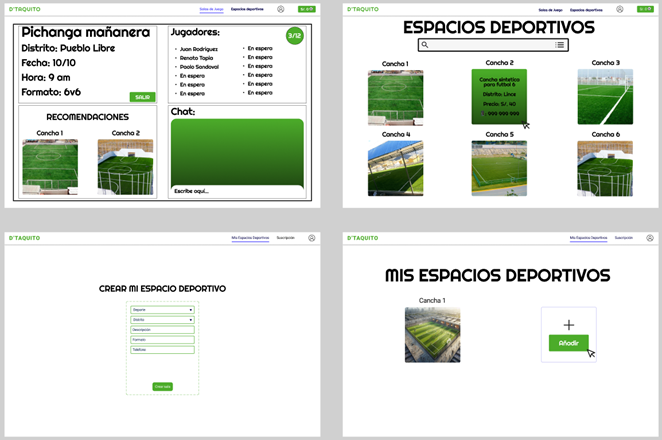 D'TAQUITO
Salas de Juego
Espacios deportivos
Pichanga mañanera
Distrito: Pueblo Libre
Fecha: 10/10
Hora: 9 am
Formato: 6v6
SALIR
Jugadores:
3/12
Juan Rodriguez
Renato Tapia
Paolo Sandoval
En espera
En espera
En espera
En espera
En espera
En espera
En espera
En espera
En espera
RECOMENDACIONES
Cancha 1
Cancha 2
Chat:
Escribe aquí...
D'TAQUITO
Salas de Juego
Espacios deportivos
ESPACIOS DEPORTIVOS
Cancha 1
Cancha 2
Cancha 3
Cancha sintetica
para futbol 6
Distrito: Lince
Precio: S/. 40
999 999 999
Cancha 4
Cancha 5
Cancha 6
D'TAQUITO
Mis Espacios Deportivos
Suscripción
CREAR MI ESPACIO DEPORTIVO
Deporte
Distrito
Descripción
Formato
Teléfono
D'TAQUITO
Mis Espacios Deportivos
Suscripción
MIS ESPACIOS DEPORTIVOS
Cancha 1
Añadir